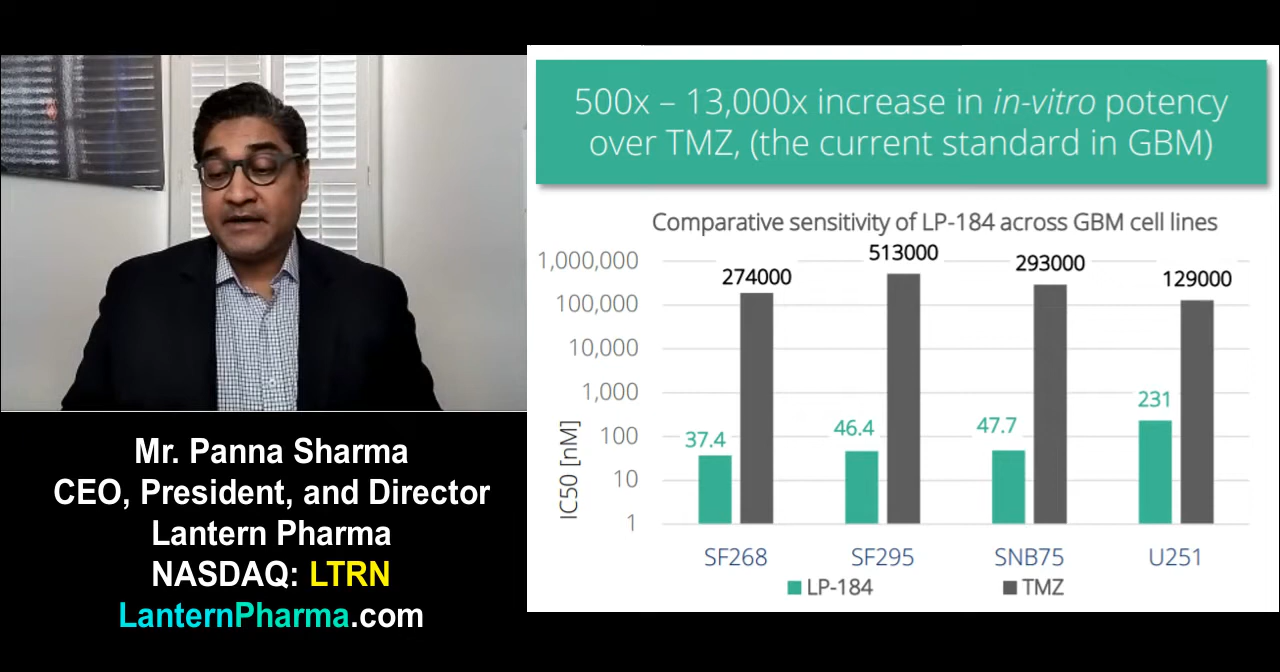 Mr. Panna Sharma
CEO, President, and Director
Lantern Pharma
NASDAQ: LTRN
LanternPharma.com
500x – 13,000x increase in in-vitro potency
over TMZ, (the current standard in GBM)
Comparative sensitivity of LP-184 across GBM cell lines
IC50 [nM]
1,000,000
100,000
10,000
1,000
100
10
1
37.4
274000
46.4
513000
47.7
293000
231
129000
SF268
SF295
SNB75
U251
LP-184
TMZ